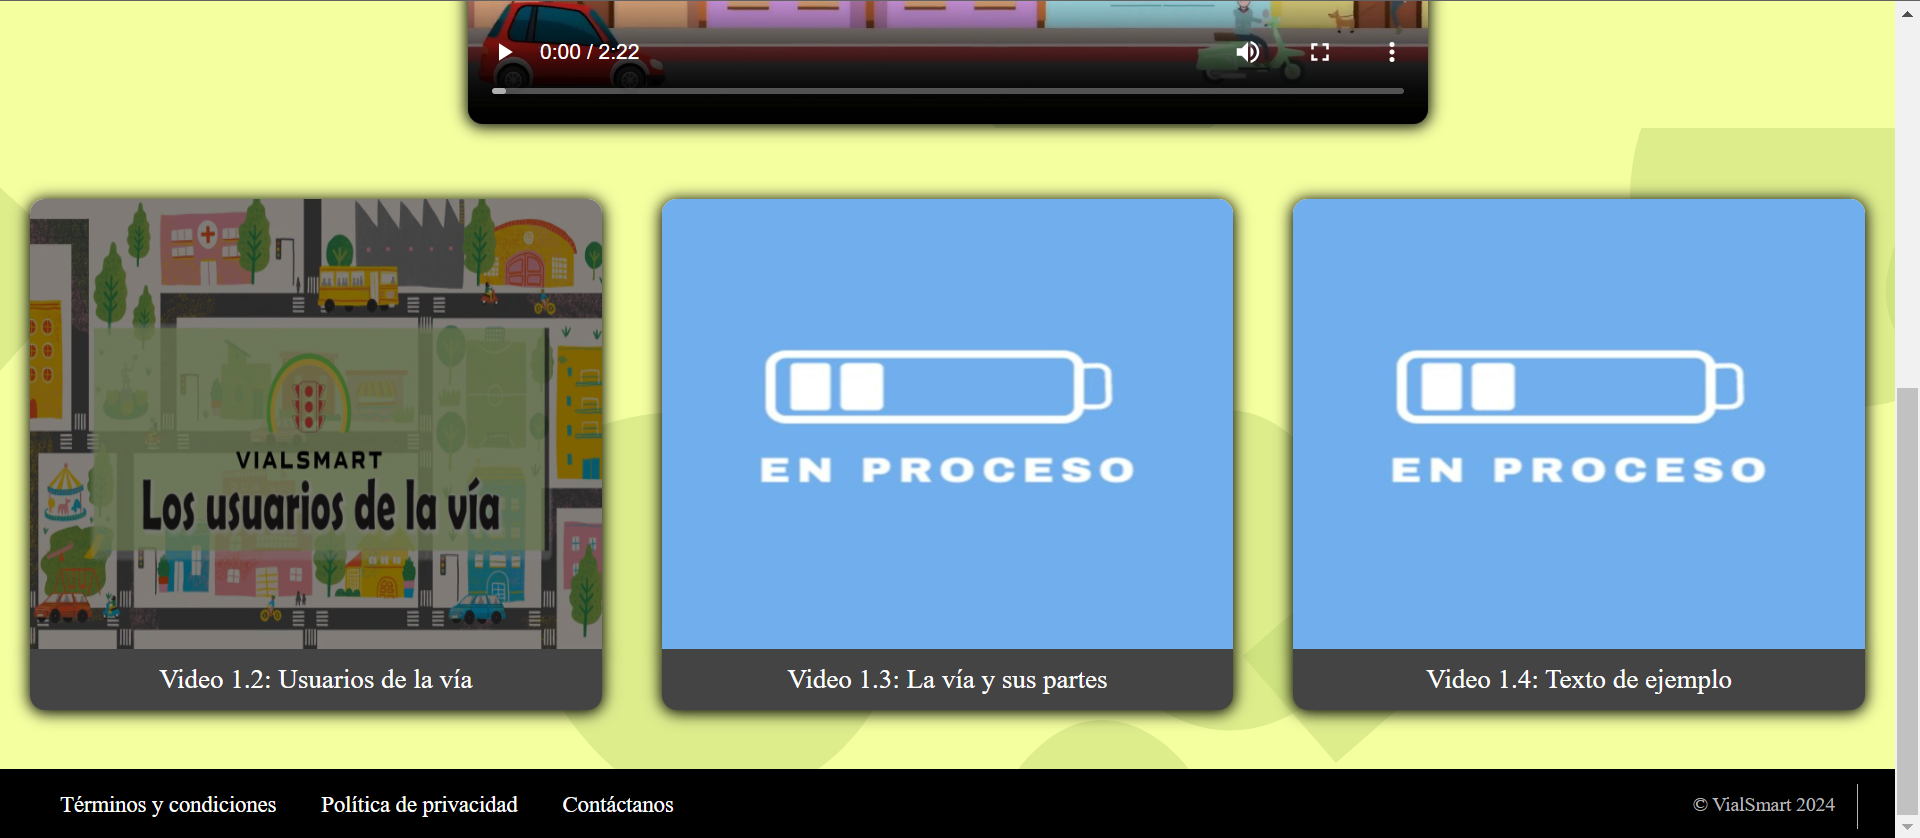 0:00 / 2:22
VIALSMART
Los usuarios de la vía
EN PROCESO
EN PROCESO
Video 1.2: Usuarios de la vía
Video 1.3: La vía y sus partes
Video 1.4: Texto de ejemplo
Términos y condiciones
Política de privacidad
Contáctanos
© VialSmart 2024